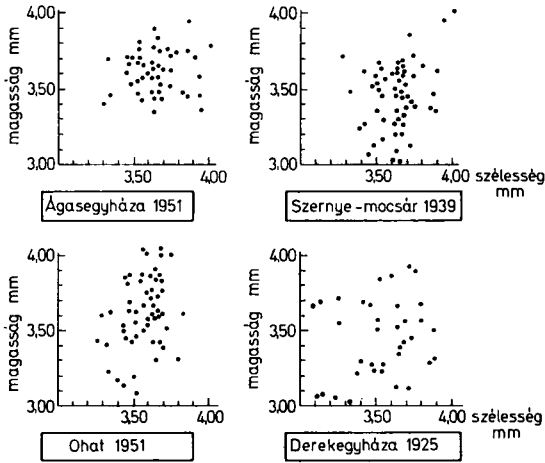 magasság mm
4,00
3,50
3,00
3,50
4,00
Ágasegyháza 1951
magasság mm
4,00
3,50
3,00
3,50
4,00 szélesség
mm
Szernye-mocsár 1939
magasság mm
4,00
3,50
3,00
3,50
4,00
Ohat 1951
magasság mm
4,00
3,50
3,00
3,50
4,00 szélesség
mm
Derekegyháza 1925